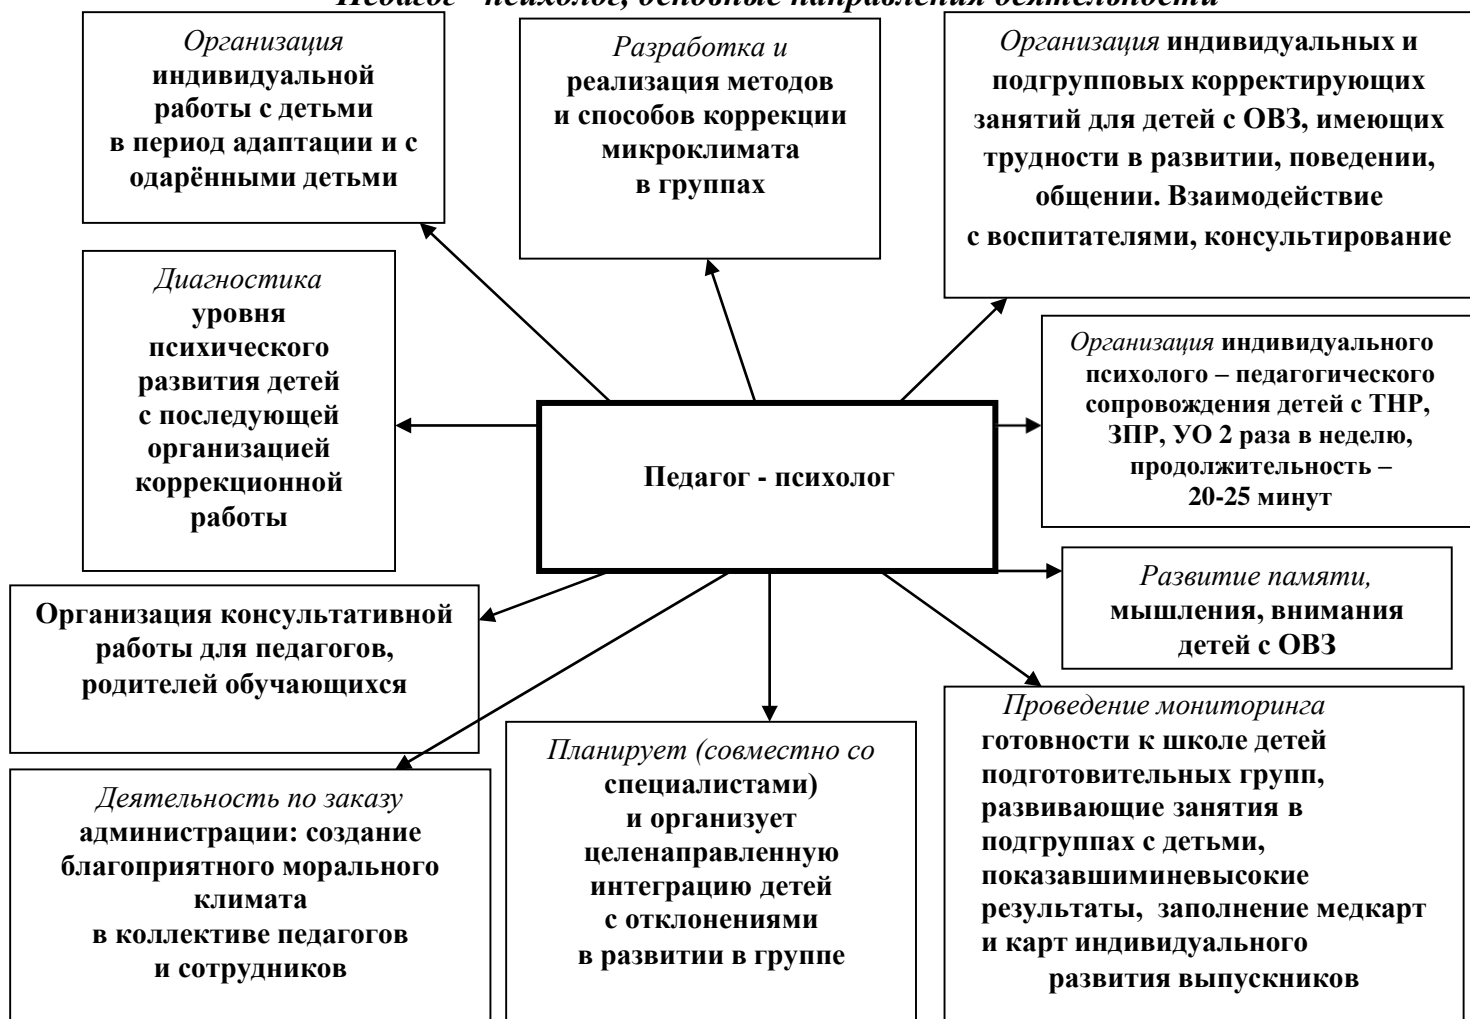 Педагог - психолог, основные направления деятельности
Организация
индивидуальной
работы с детьми
в период адаптации и с
одарёнными детьми
Разработка и
реализация методов
и способов коррекции
микроклимата
в группах
Организация индивидуальных и
подгрупповых корректирующих
занятий для детей с ОВЗ, имеющих
трудности в развитии, поведении,
общении. Взаимодействие
с воспитателями, консультирование
Диагностика
уровня
психического
развития детей
с последующей
организацией
коррекционной
работы
Педагог - психолог
Организация индивидуального
психолого – педагогического
сопровождения детей с ТНР,
ЗПР, УО 2 раза в неделю,
продолжительность –
20-25 минут
Развитие памяти,
мышления, внимания
детей с ОВЗ
Организация консультативной
работы для педагогов,
родителей обучающихся
Деятельность по заказу
администрации: создание
благоприятного морального
климата
в коллективе педагогов
и сотрудников
Планирует (совместно со
специалистами)
и организует
целенаправленную
интеграцию детей
с отклонениями
в развитии в группе
Проведение мониторинга
готовности к школе детей
подготовительных групп,
развивающие занятия в
подгруппах с детьми,
показавшиминевысокие
результаты, заполнение медкарт
и карт индивидуального
развития выпускников